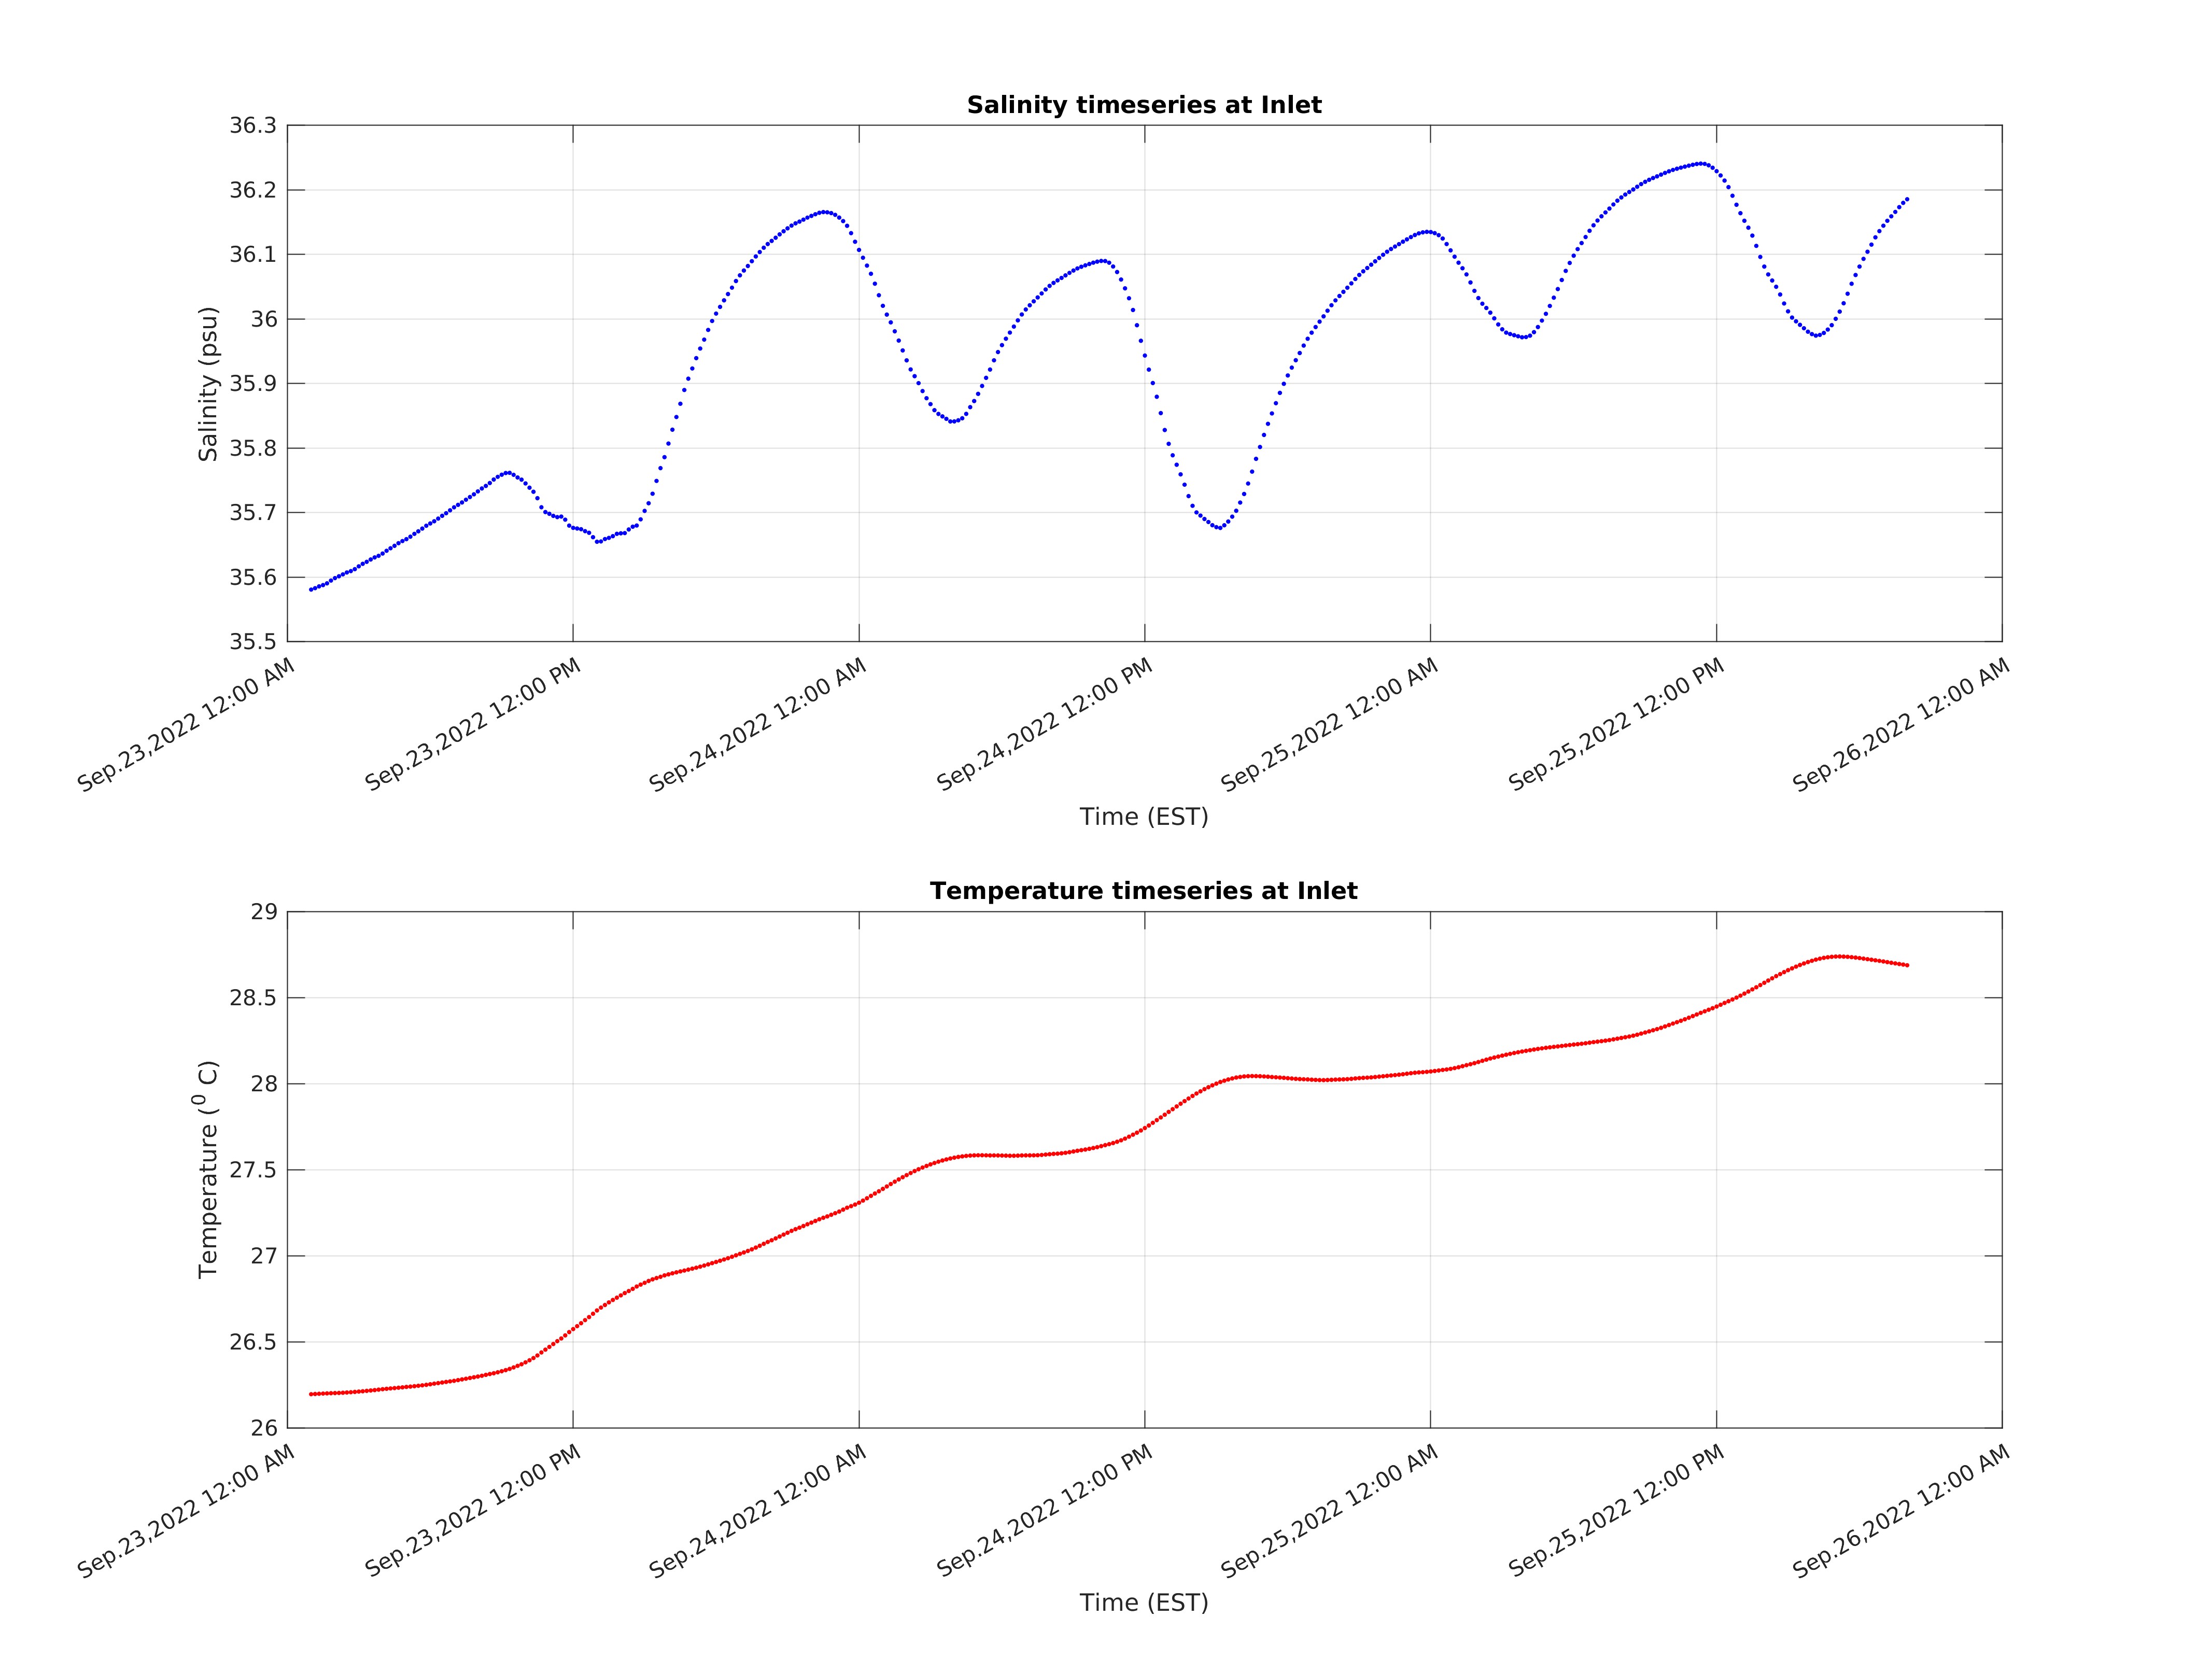 Salinity timeseries at Inlet
Salinity (psu)
36.3
36.2
36.1
36
35.9
35.8
35.7
35.6
35.5
Sep.23,2022 12:00 AM
Sep.23,2022 12:00 PM
Sep.24,2022 12:00 AM
Sep.24,2022 12:00 PM
Sep.25,2022 12:00 AM
Sep.25,2022 12:00 PM
Sep.26,2022 12:00 AM
Time (EST)
Temperature timeseries at Inlet
Temperature (⁰ C)
29
28.5
28
27.5
27
26.5
26
Sep.23,2022 12:00 AM
Sep.23,2022 12:00 PM
Sep.24,2022 12:00 AM
Sep.24,2022 12:00 PM
Sep.25,2022 12:00 AM
Sep.25,2022 12:00 PM
Sep.26,2022 12:00 AM
Time (EST)